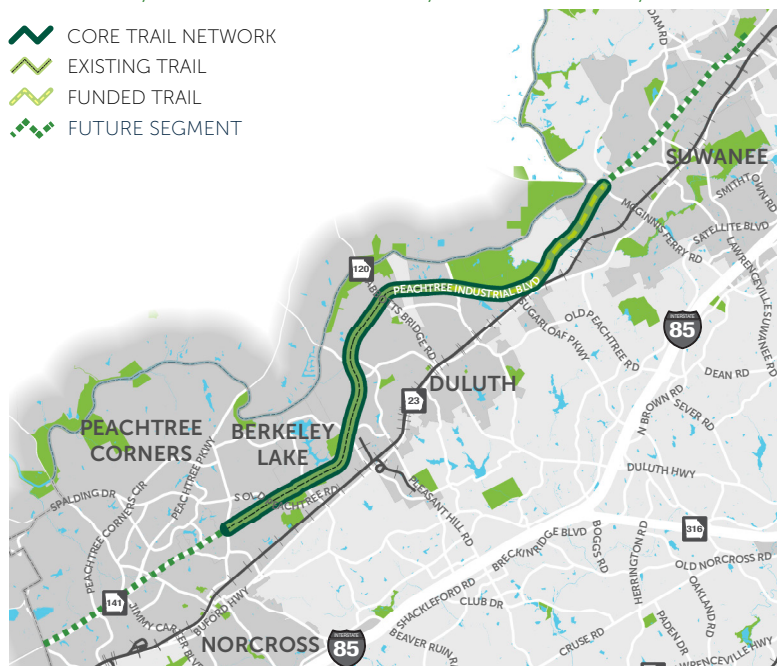 CORE TRAIL NETWORK
EXISTING TRAIL
FUNDED TRAIL
FUTURE SEGMENT
SUWANEE
SMITHTOWN RD
MCGINNIS FERRY RD
SATELLITE BLVD
LAWRENCEVILLE SUWANEE RD
120
PEACHTREE INDUSTRIAL BLVD
SUGARLOAF PKWY
OLD PEACHTREE RD
INTERSTATE
85
DEAN RD
DULUTH
23
N BROWN RD
SEVER RD
PEACHTREE
CORNERS
BERKELEY
LAKE
PEACHTREE PKWY
DULUTH HWY
SPALDING DR
PEACHTREE CORNERS CIR
PLEASANT HILL RD
316
BRECKINRIDGE BLVD
BOGGS RD
HERRINGTON RD
OLD NORCROSS RD
OAKLAND RD
141
BUFORD HWY
SHACKLEFORD RD
CLUB DR
PADEN DR
NORCROSS
INTERSTATE
85
BEAVER RUIN
CRUSE RD